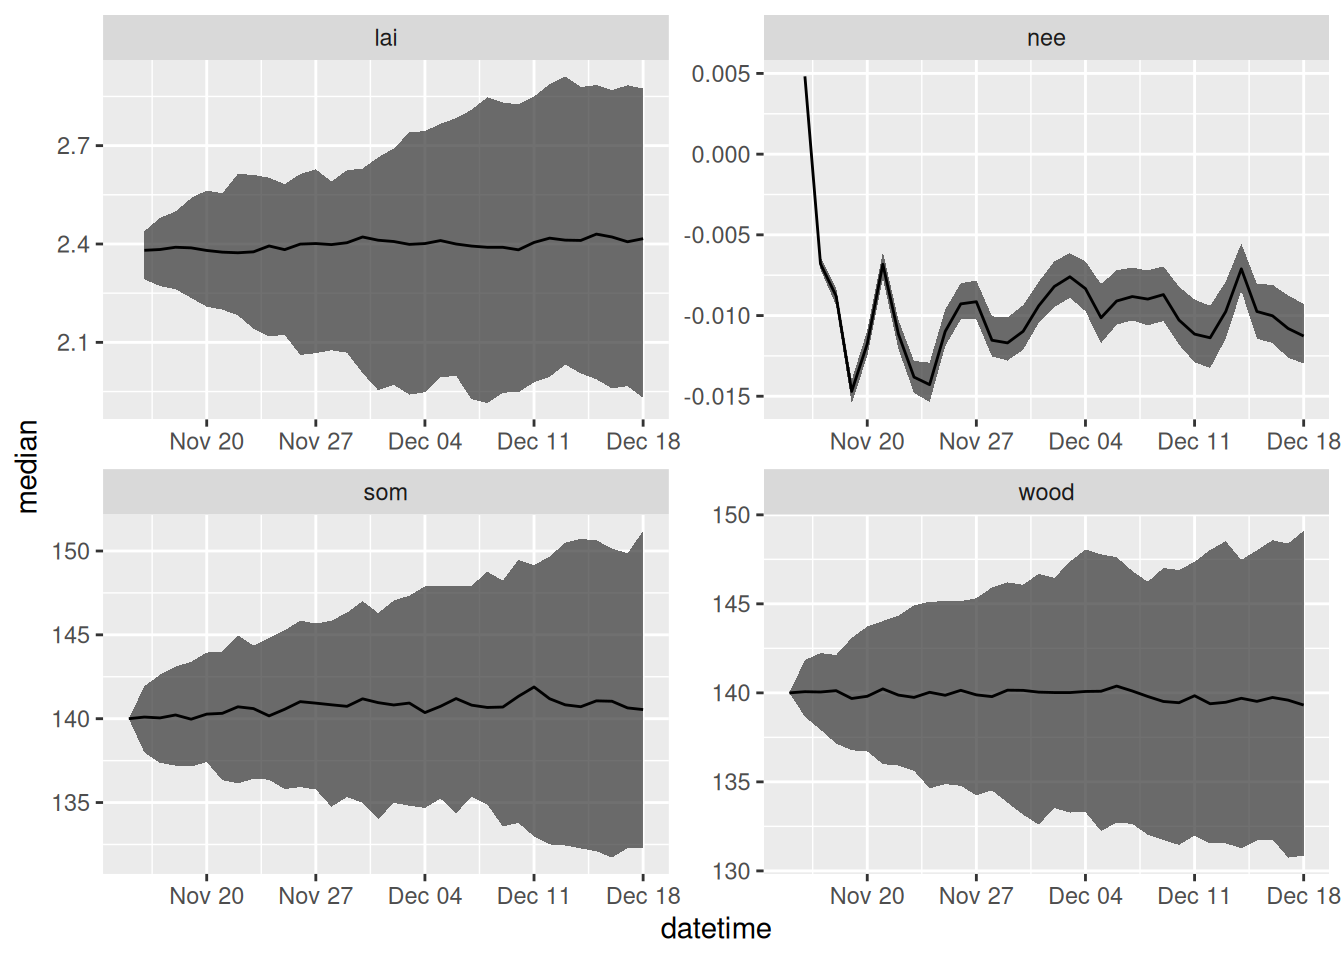 lai
nee
2.7
2.4
2.1
0.005
0.000
-0.005
-0.010
-0.015
Nov 20 Nov 27 Dec 04 Dec 11 Dec 18
Nov 20 Nov 27 Dec 04 Dec 11 Dec 18
median
som
wood
150
145
140
135
150
145
140
135
130
Nov 20 Nov 27 Dec 04 Dec 11 Dec 18
Nov 20 Nov 27 Dec 04 Dec 11 Dec 18
datetime